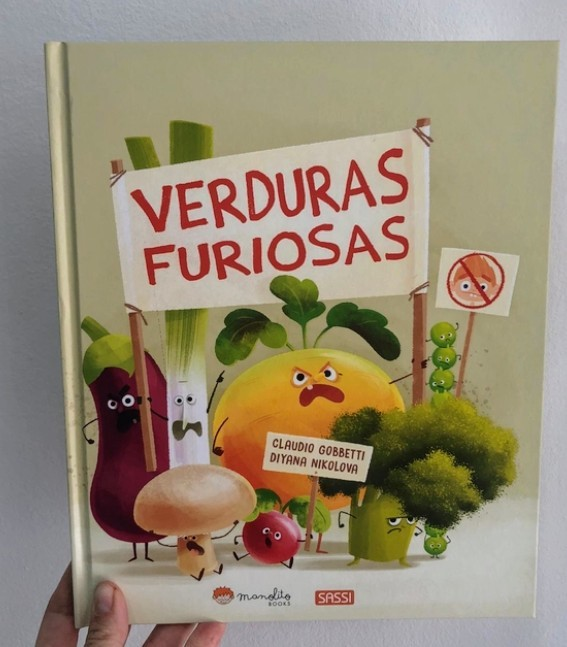 VERDURAS
FURIOSAS
CLAUDIO GOBBETTI
DIYANA NIKOLOVA
manolito
BOOKS
SASSI